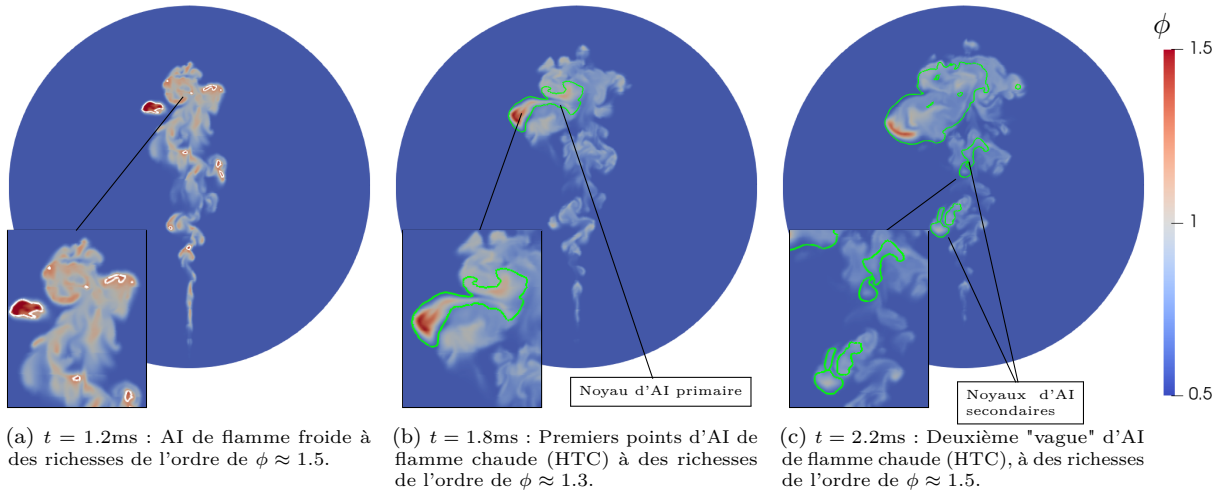 ϕ
1.5
1
0.5
Noyau d'AI primaire
Noyaux d'AI
secondaires
(a) t = 1.2ms : AI de flamme froide à
des richesses de l'ordre de ϕ ≈ 1.5.
(b) t = 1.8ms : Premiers points d'AI de
flamme chaude (HTC) à des richesses
de l'ordre de ϕ ≈ 1.3.
(c) t = 2.2ms : Deuxième "vague" d'AI
de flamme chaude (HTC), à des richesses
de l'ordre de ϕ ≈ 1.5.